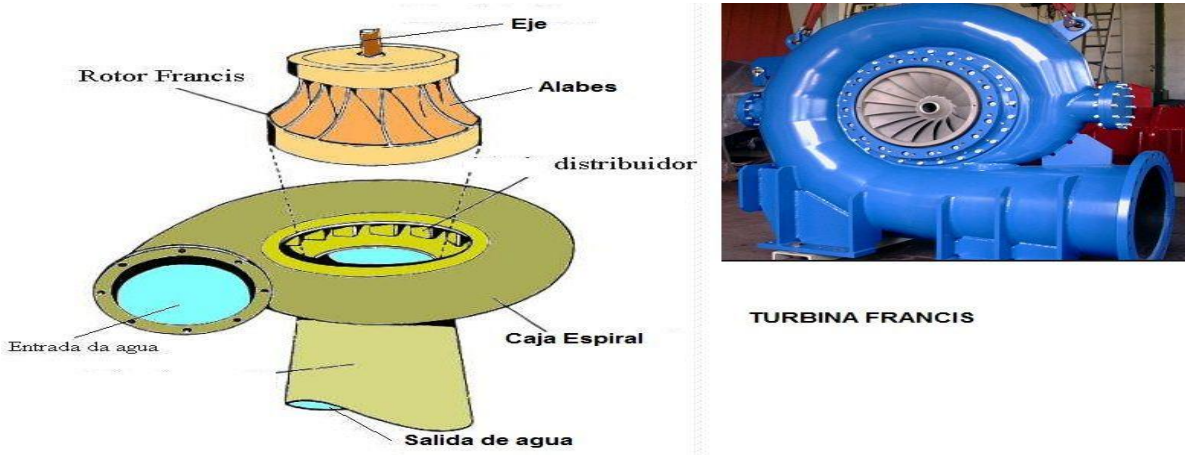 Eje
Rotor Francis
Alabes
distribuidor
Entrada da agua
Caja Espiral
Salida de agua
TURBINA FRANCIS